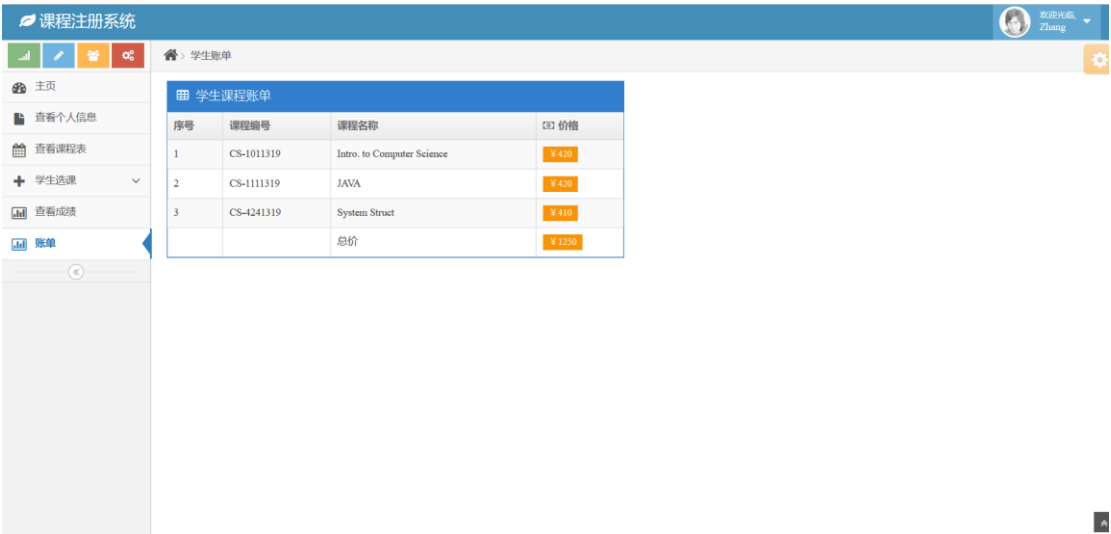 课程注册系统
欢迎光临,
Zhang
学生账单
主页
查看个人信息
查看课程表
学生选课
查看成绩
账单
学生课程账单
序号 课程编号 课程名称 价格
1 CS-1011319 Intro. to Computer Science ¥ 420
2 CS-1111319 JAVA ¥ 420
3 CS-4241319 System Struct ¥ 410
总价 ¥ 1250